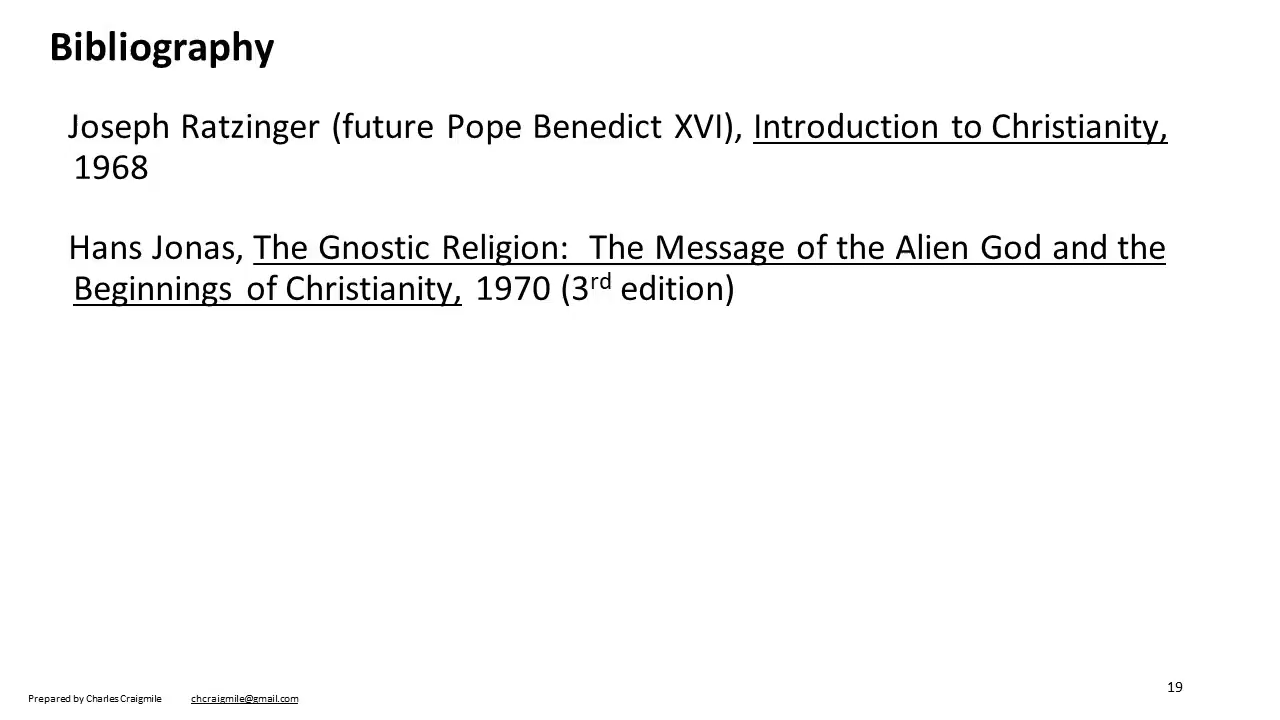 Bibliography
Joseph Ratzinger (future Pope Benedict XVI), Introduction to Christianity,
1968
Hans Jonas, The Gnostic Religion:  The Message of the Alien God and the
Beginnings of Christianity, 1970 (3rd edition)
Prepared by Charles Craigmile chcraigmile@gmail.com
19